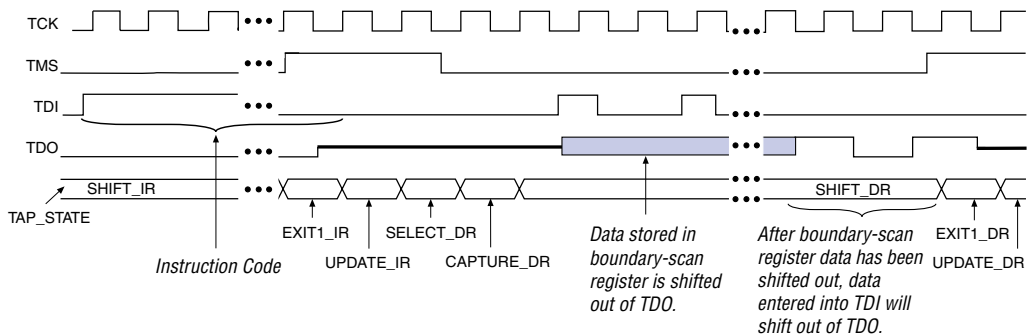 TCK
TMS
TDI
TDO
SHIFT_IR
SHIFT_DR
TAP_STATE
EXIT1_IR
SELECT_DR
EXIT1_DR
Instruction Code
UPDATE_IR
CAPTURE_DR
UPDATE_DR
Data stored in
boundary-scan
register is shifted
out of TDO.
After boundary-scan
register data has been
shifted out, data
entered into TDI will
shift out of TDO.